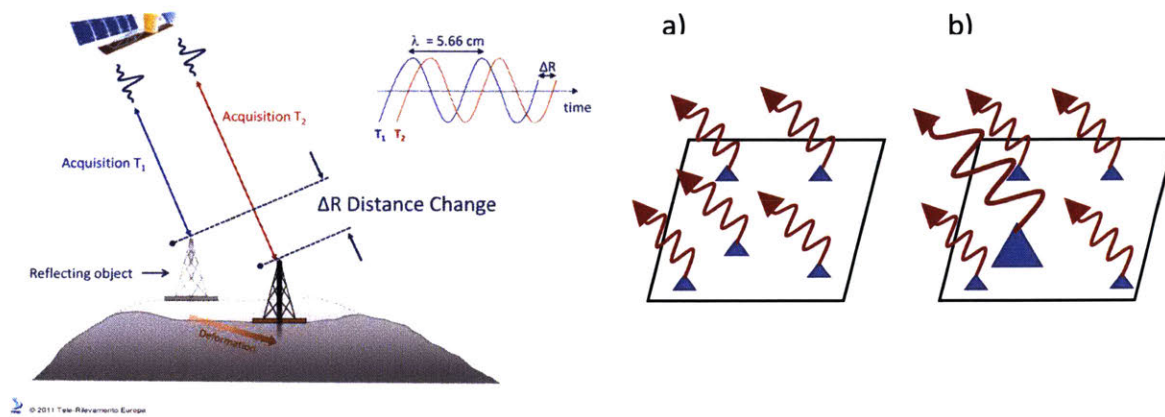 a)
b)
λ = 5.66 cm
ΔR
time
T₁ T₂
Acquisition T₂
Acquisition T₁
ΔR Distance Change
Reflecting object
Deformation
© 2011 Tele-Rilevamento Europa